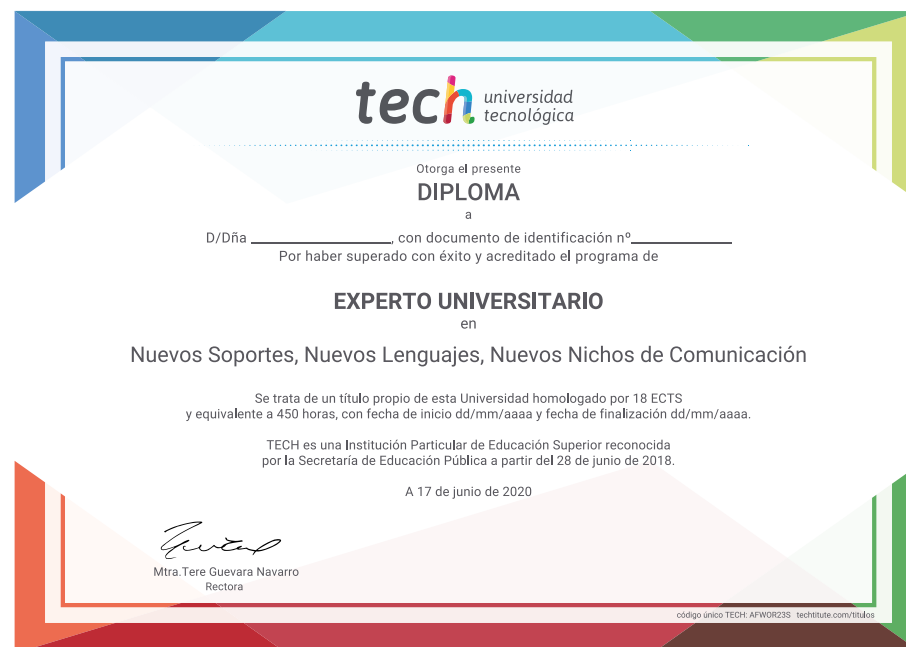 tech universidad
tecnológica
Otorga el presente
DIPLOMA
a
D/Dña ____________________, con documento de identificación nº______________
Por haber superado con éxito y acreditado el programa de
EXPERTO UNIVERSITARIO
en
Nuevos Soportes, Nuevos Lenguajes, Nuevos Nichos de Comunicación
Se trata de un título propio de esta Universidad homologado por 18 ECTS
y equivalente a 450 horas, con fecha de inicio dd/mm/aaaa y fecha de finalización dd/mm/aaaa.
TECH es una Institución Particular de Educación Superior reconocida
por la Secretaría de Educación Pública a partir del 28 de junio de 2018.
A 17 de junio de 2020
Mtra.Tere Guevara Navarro
Rectora
código único TECH: AFWOR23S techtitute.com/titulos